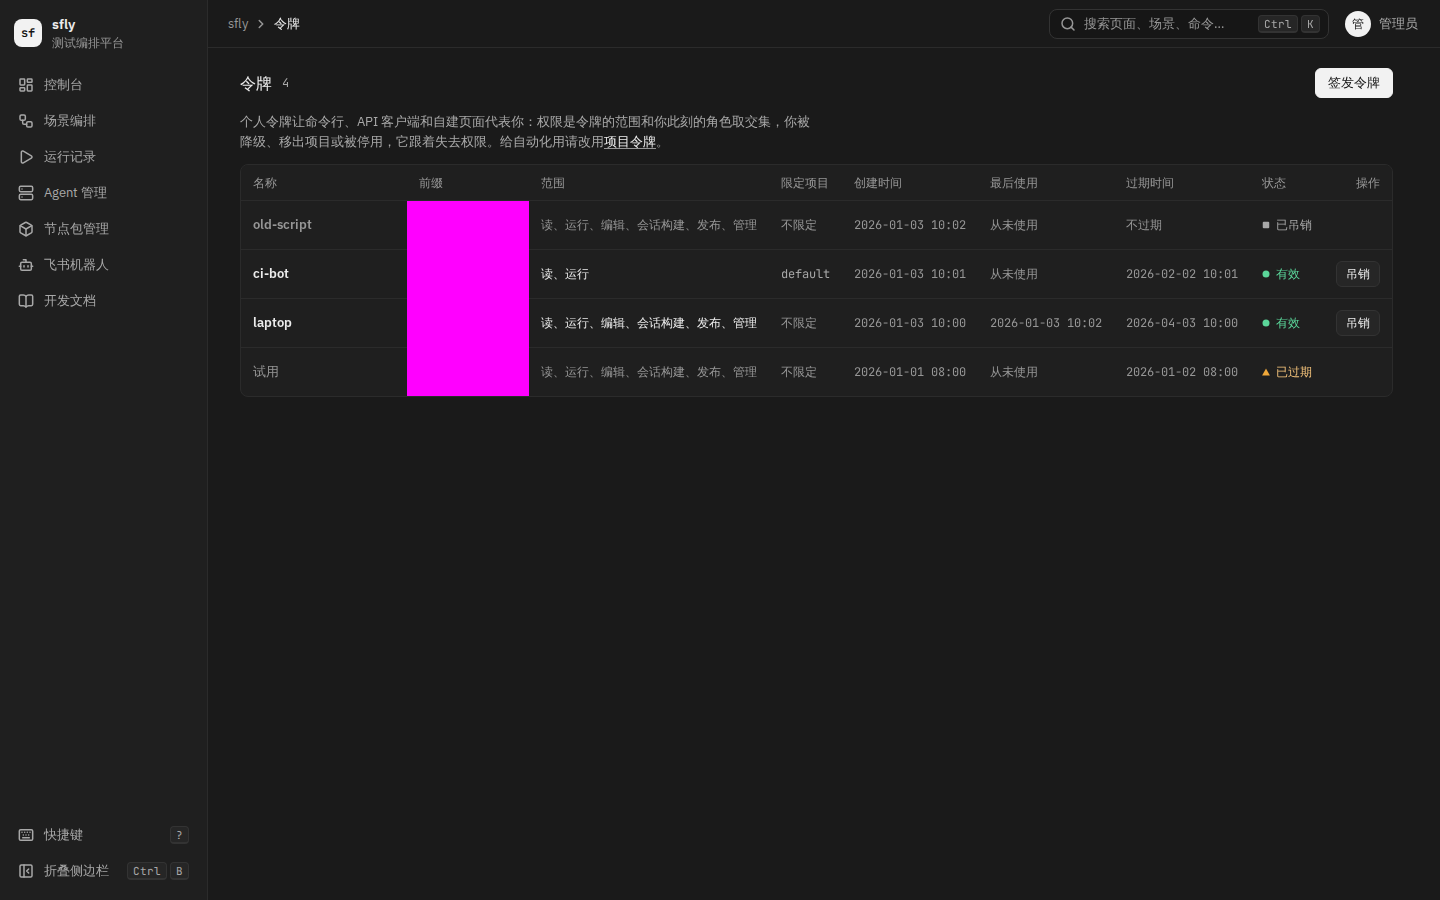 sf
sfly
测试编排平台
控制台
场景编排
运行记录
Agent 管理
节点包管理
飞书机器人
开发文档
快捷键 ?
折叠侧边栏 Ctrl B
sfly > 令牌
搜索页面、场景、命令... Ctrl K
管 管理员
令牌 4
签发令牌
个人令牌让命令行、API 客户端和自建页面代表你：权限是令牌的范围和你此刻的角色取交集，你被
降级、移出项目或被停用，它跟着失去权限。给自动化用请改用项目令牌。
名称 前缀 范围 限定项目 创建时间 最后使用 过期时间 状态 操作
old-script 读、运行、编辑、会话构建、发布、管理 不限定 2026-01-03 10:02 从未使用 不过期 已吊销
ci-bot 读、运行 default 2026-01-03 10:01 从未使用 2026-02-02 10:01 有效 吊销
laptop 读、运行、编辑、会话构建、发布、管理 不限定 2026-01-03 10:00 2026-01-03 10:02 2026-04-03 10:00 有效 吊销
试用 读、运行、编辑、会话构建、发布、管理 不限定 2026-01-01 08:00 从未使用 2026-01-02 08:00 已过期